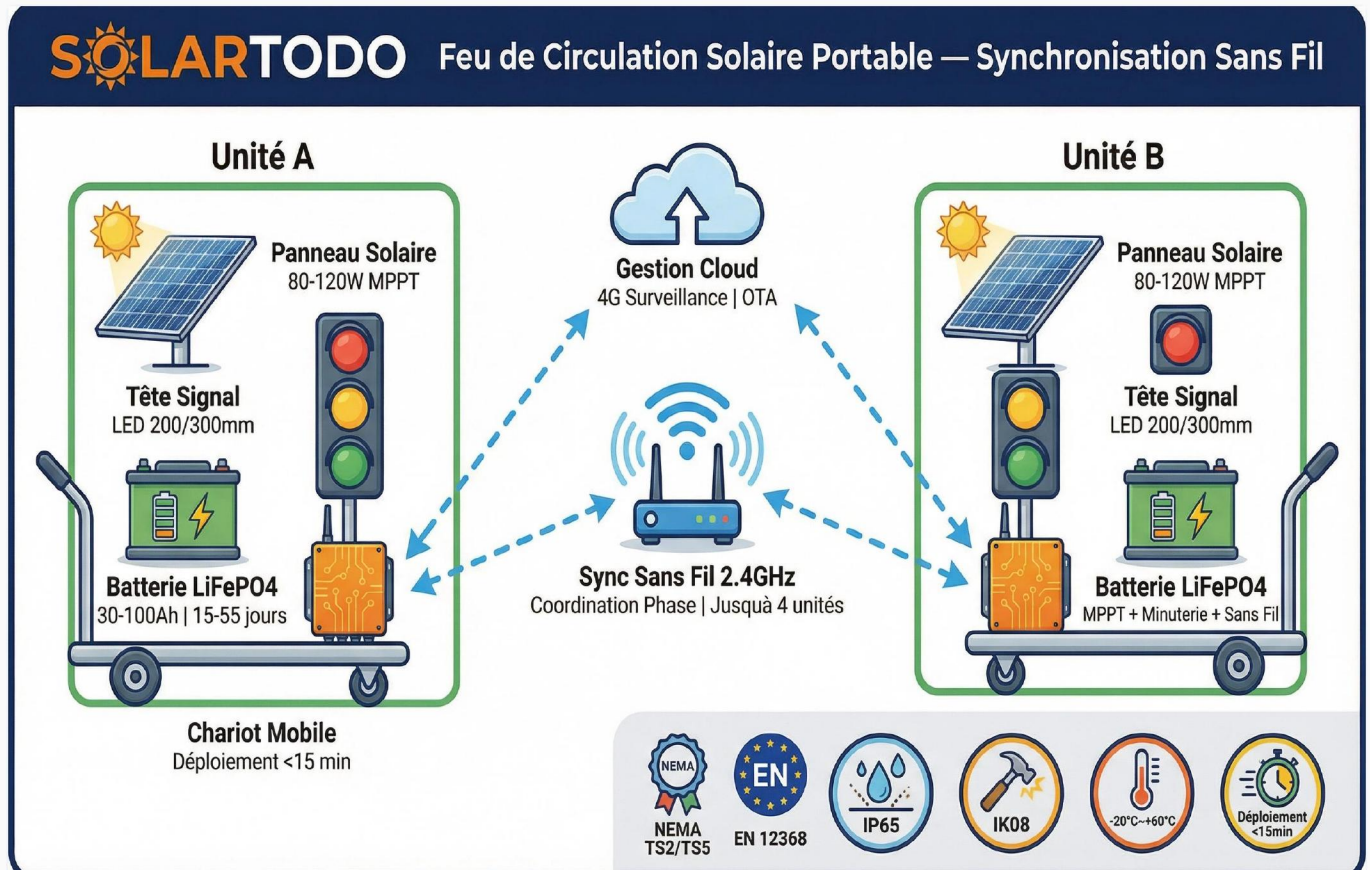 SOLARTODO
Feu de Circulation Solaire Portable — Synchronisation Sans Fil
Unité A
Panneau Solaire
80-120W MPPT
Tête Signal
LED 200/300mm
Batterie LiFePO4
30-100Ah | 15-55 jours
Chariot Mobile
Déploiement <15 min
Gestion Cloud
4G Surveillance | OTA
Sync Sans Fil 2.4GHz
Coordination Phase | Jusquà 4 unités
Unité B
Panneau Solaire
80-120W MPPT
Tête Signal
LED 200/300mm
Batterie LiFePO4
MPPT + Minuterie + Sans Fil
NEMA
NEMA
TS2/TS5
EN
EN 12368
IP65
IK08
-20°C~+60°C
Déploiement
<15min